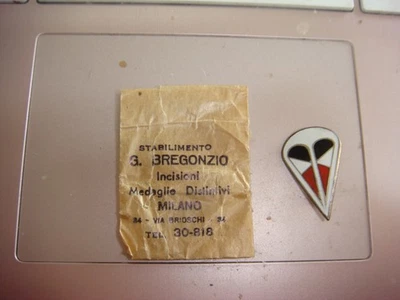 STABILIMENTO
G. BREGONZIO
Incisioni
Medaglie Distintivi
MILANO
34 - VIA BRIOSCHI - 34
TEL. 30-818